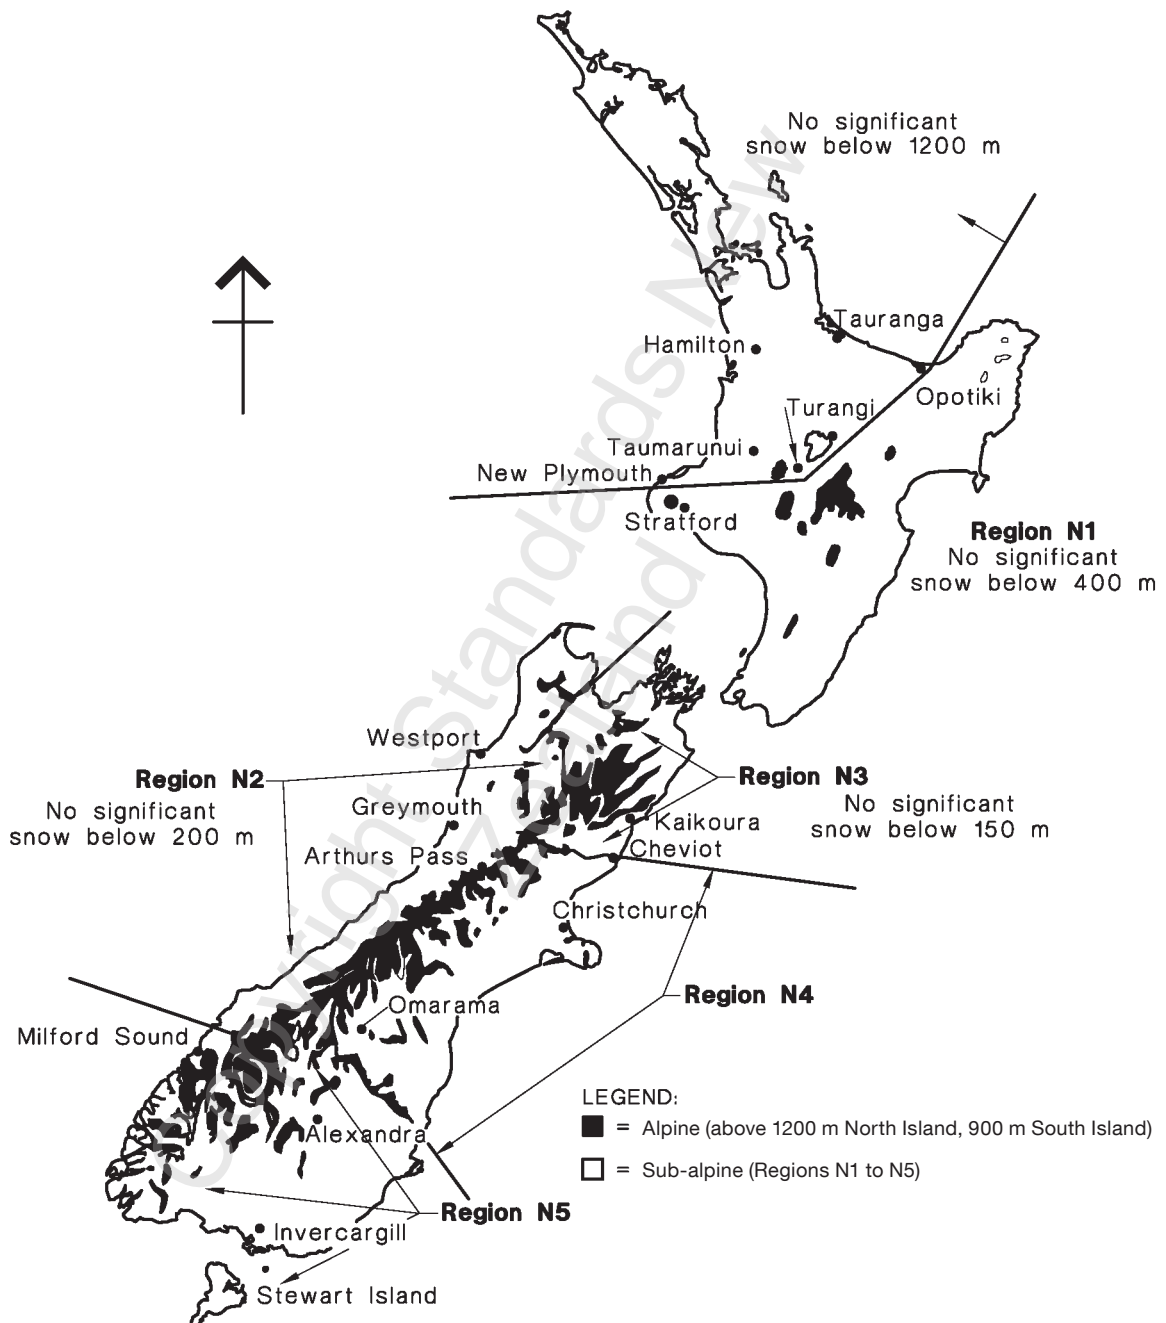 No significant
snow below 1200 m
Tauranga
Hamilton
Opotiki
Turangi
Taumarunui
New Plymouth
Stratford
Region N1
No significant
snow below 400 m
Westport
Region N2
No significant
snow below 200 m
Region N3
No significant
snow below 150 m
Greymouth
Kaikoura
Cheviot
Arthurs Pass
Christchurch
Region N4
Omarama
Milford Sound
LEGEND:
= Alpine (above 1200 m North Island, 900 m South Island)
= Sub-alpine (Regions N1 to N5)
Alexandra
Region N5
Invercargill
Stewart Island
Copyright Standards New
Zealand